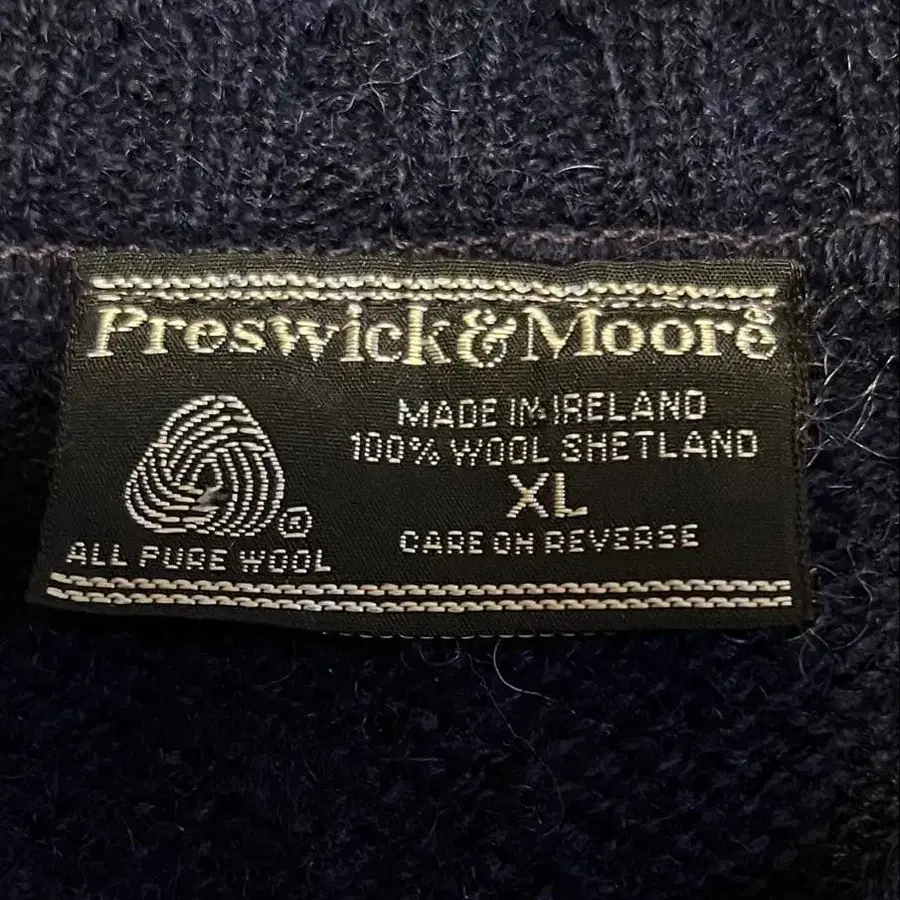 Preswick&Moore®
MADE IN IRELAND
100% WOOL SHETLAND
XL
CARE ON REVERSE
®
ALL PURE WOOL